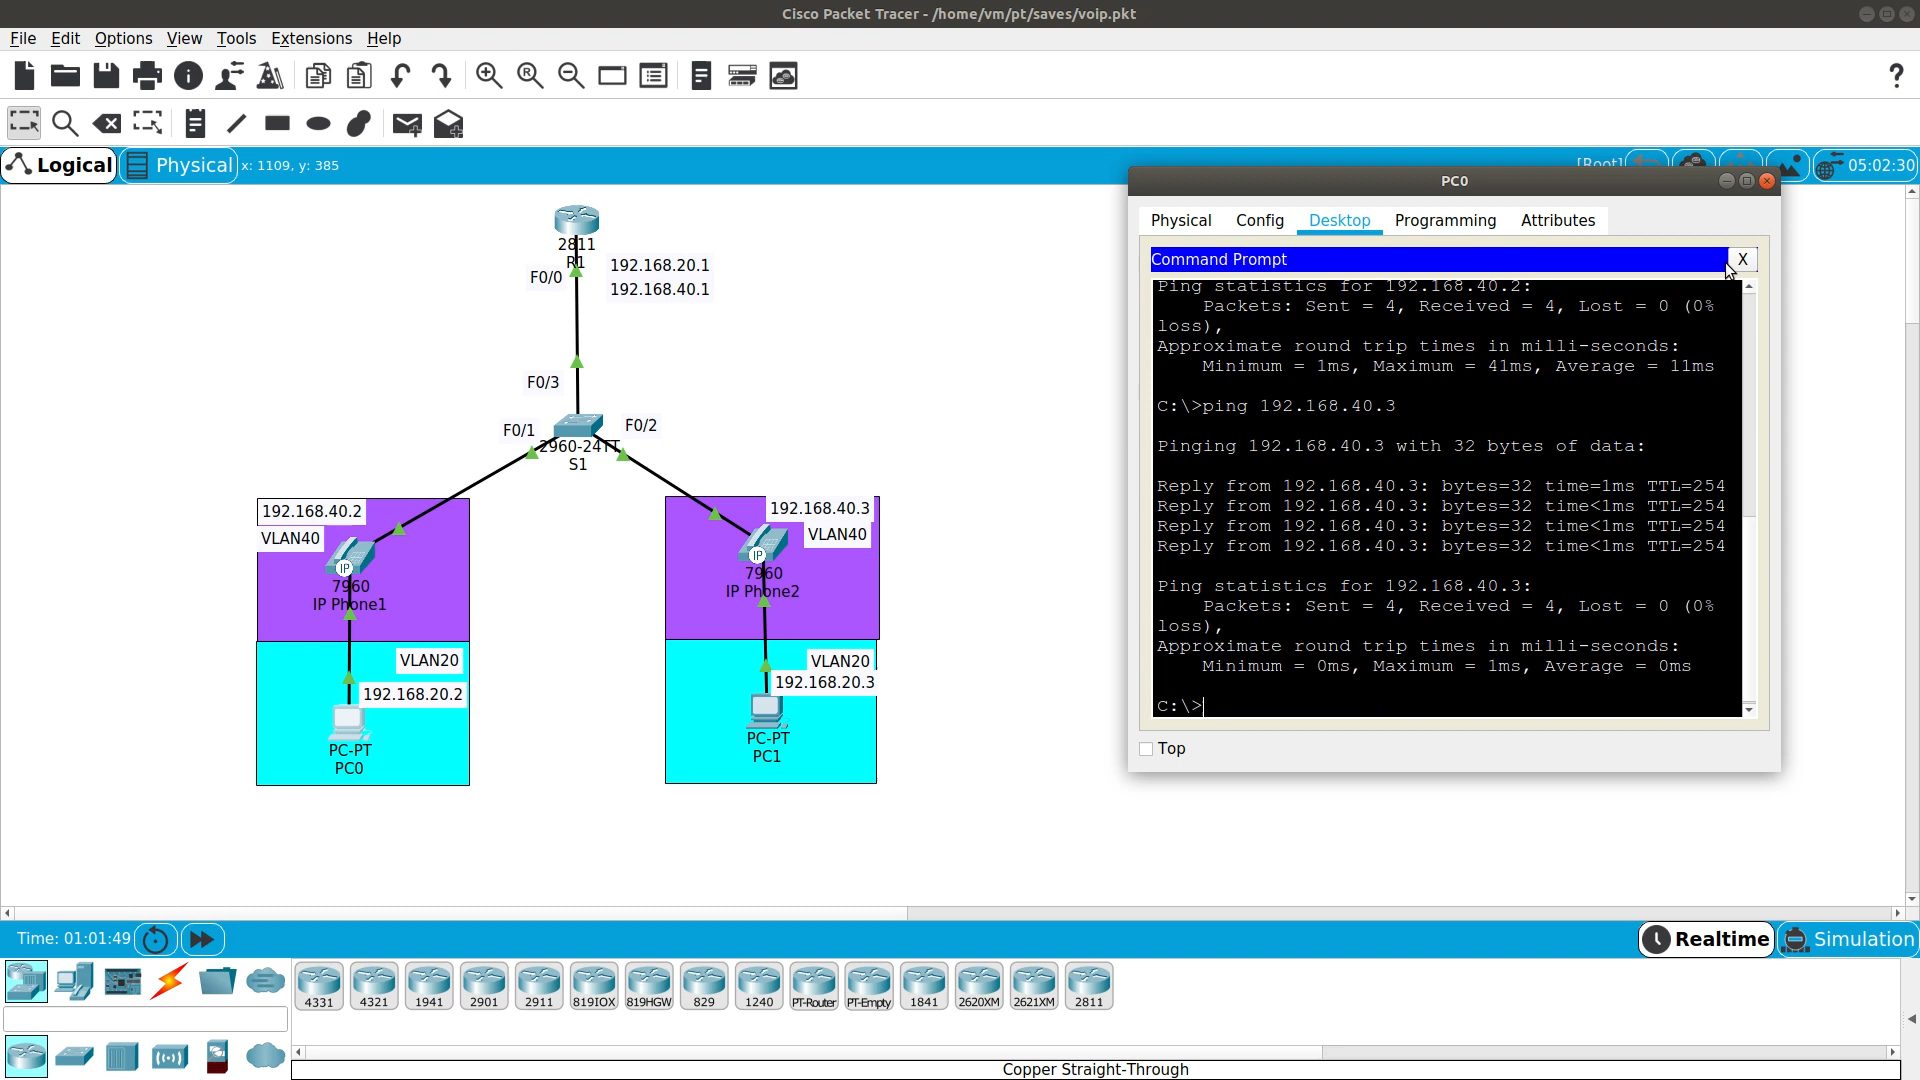 Cisco Packet Tracer - /home/vm/pt/saves/voip.pkt
File Edit Options View Tools Extensions Help
R
?
Logical Physical x: 1109, y: 385 [Root] 05:02:30
2811
R1
F0/0
192.168.20.1
192.168.40.1
F0/3
F0/1
F0/2
2960-24TT
S1
192.168.40.2
VLAN40
IP
7960
IP Phone1
VLAN20
192.168.20.2
PC-PT
PC0
192.168.40.3
VLAN40
IP
7960
IP Phone2
VLAN20
192.168.20.3
PC-PT
PC1
PC0
Physical Config Desktop Programming Attributes
Command Prompt X
Ping statistics for 192.168.40.2:
Packets: Sent = 4, Received = 4, Lost = 0 (0%
loss),
Approximate round trip times in milli-seconds:
Minimum = 1ms, Maximum = 41ms, Average = 11ms
C:\>ping 192.168.40.3
Pinging 192.168.40.3 with 32 bytes of data:
Reply from 192.168.40.3: bytes=32 time=1ms TTL=254
Reply from 192.168.40.3: bytes=32 time<1ms TTL=254
Reply from 192.168.40.3: bytes=32 time<1ms TTL=254
Reply from 192.168.40.3: bytes=32 time<1ms TTL=254
Ping statistics for 192.168.40.3:
Packets: Sent = 4, Received = 4, Lost = 0 (0%
loss),
Approximate round trip times in milli-seconds:
Minimum = 0ms, Maximum = 1ms, Average = 0ms
C:\>
Top
Time: 01:01:49 Realtime Simulation
4331 4321 1941 2901 2911 819IOX 819HGW 829 1240 PT-Router PT-Empty 1841 2620XM 2621XM 2811
Copper Straight-Through